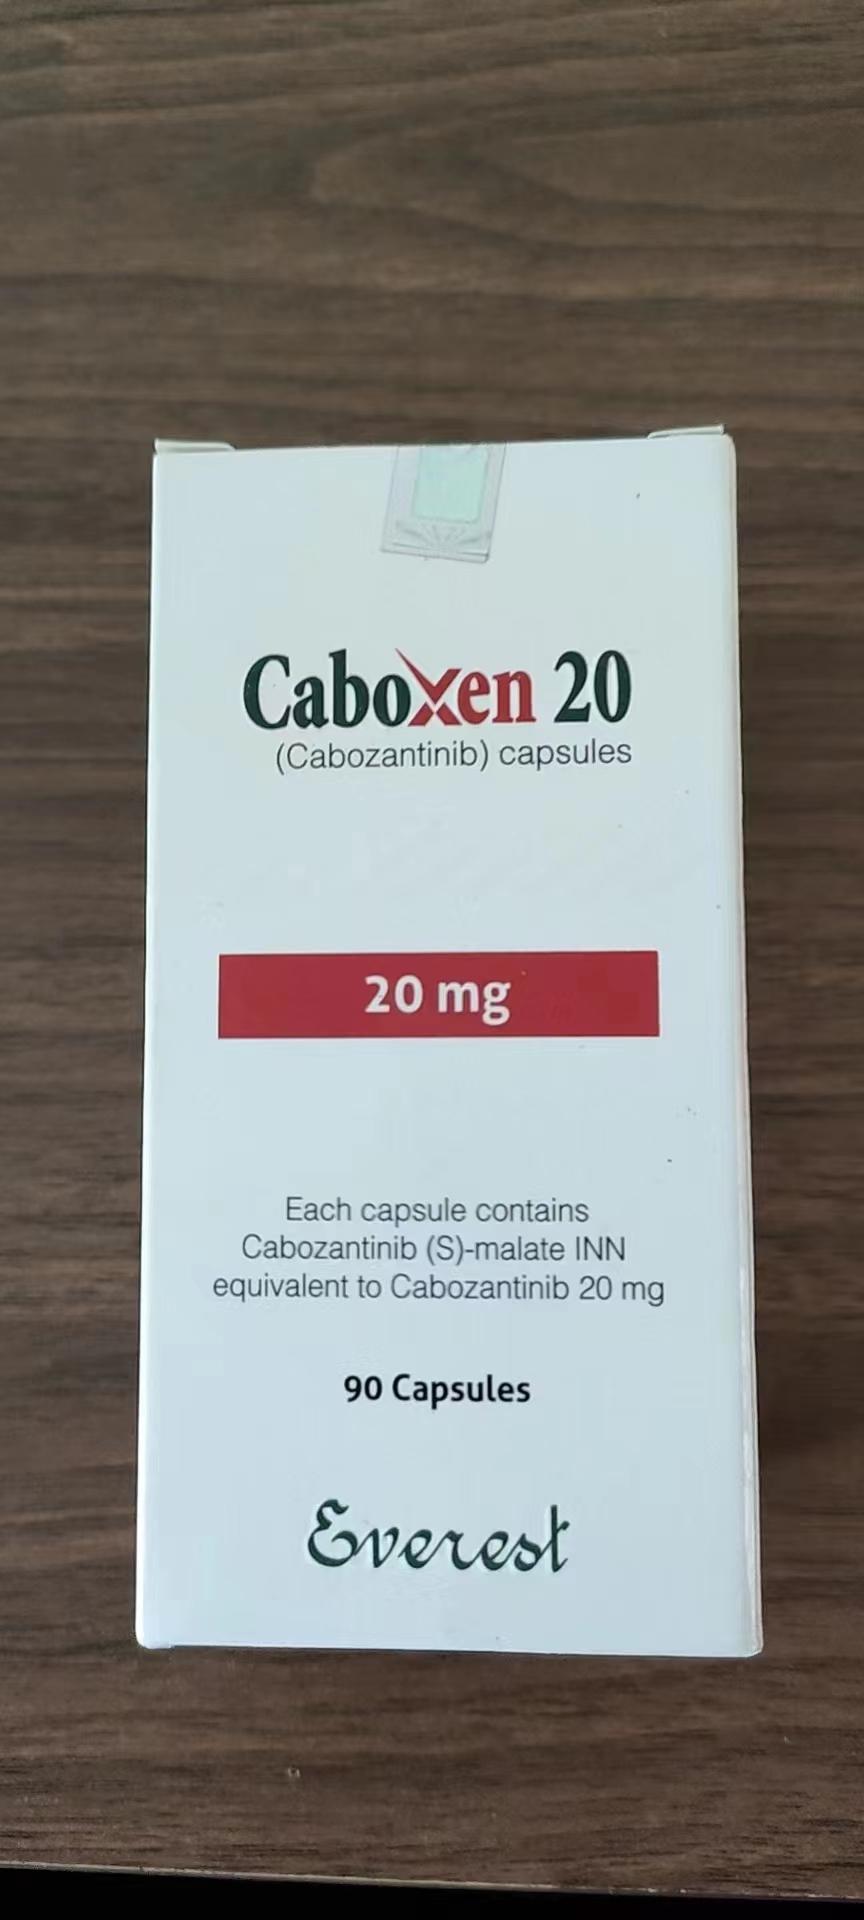 Caboxen 20
(Cabozantinib) capsules
20 mg
Each capsule contains
Cabozantinib (S)-malate INN
equivalent to Cabozantinib 20 mg
90 Capsules
Everest